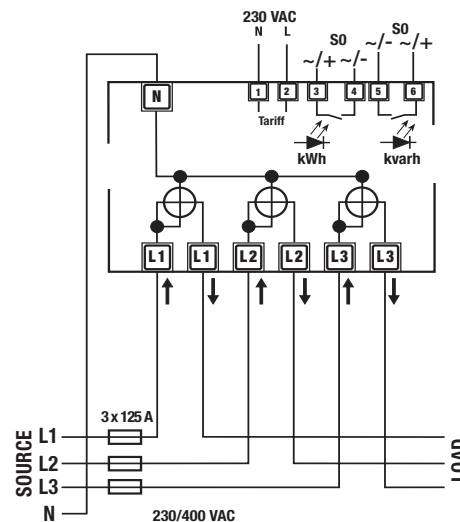 230 VAC
N L
S0 S0
~/+ ~/- ~/- ~/+
N
1 2 3 4 5 6
Tariff
kWh kvarh
L1 L1 L2 L2 L3 L3
3 x 125 A
SOURCE
L1
L2
L3
N
LOAD
230/400 VAC